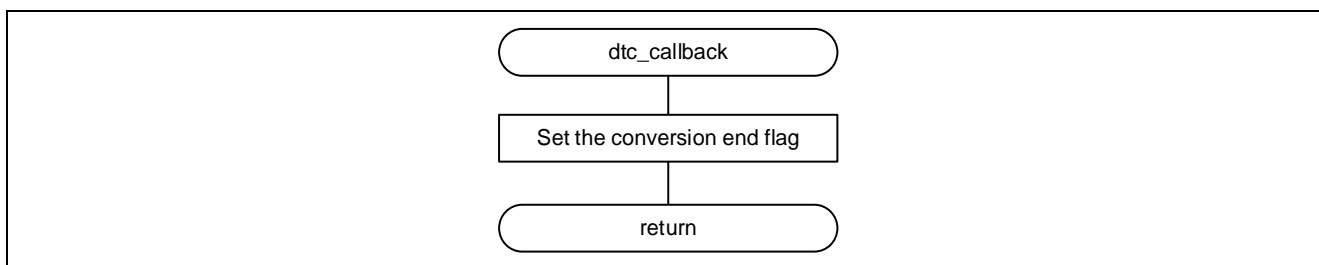 dtc_callback
Set the conversion end flag
return